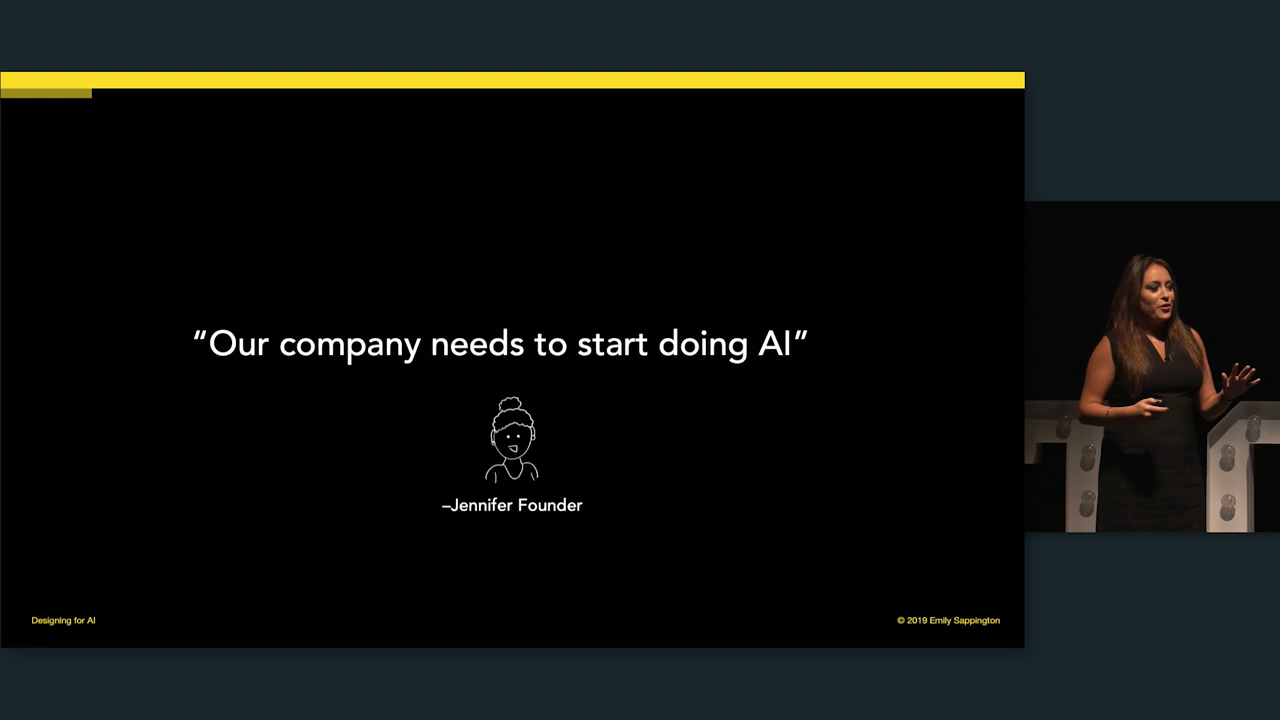 “Our company needs to start doing AI”
–Jennifer Founder
Designing for AI
© 2019 Emily Sappington